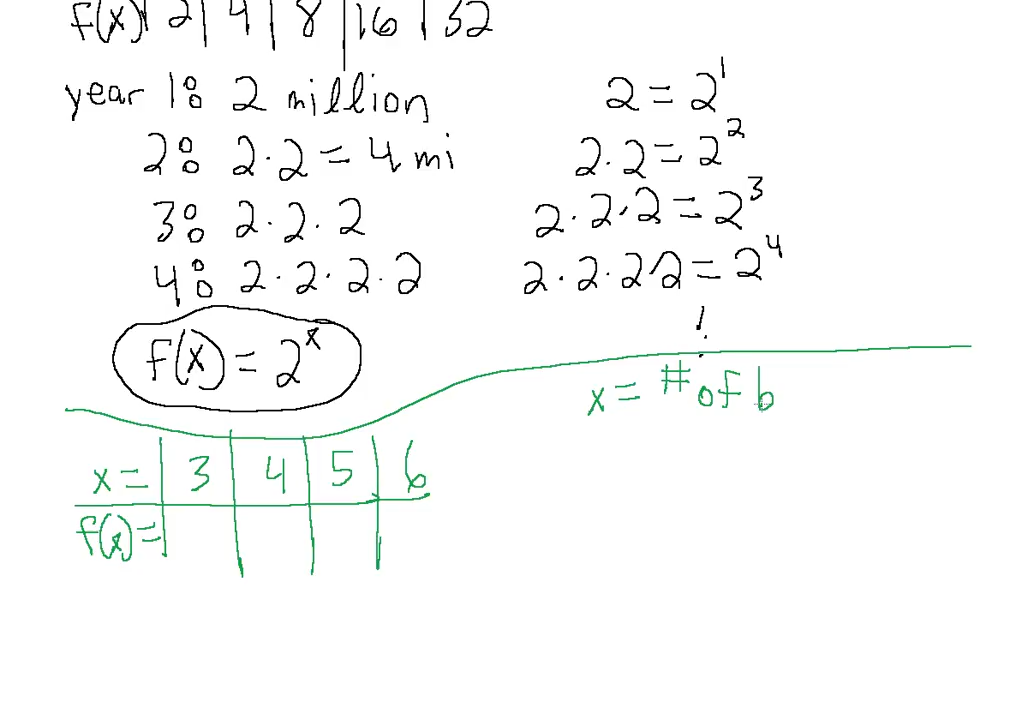 f(x) | 2 | 4 | 8 | 16 | 32
year 1: 2 million
2: 2·2 = 4 mi
3: 2·2·2
4: 2·2·2·2
f(x) = 2^x
2 = 2^1
2·2 = 2^2
2·2·2 = 2^3
2·2·2·2 = 2^4
x = # of b
x = | 3 | 4 | 5 | 6
f(x) =